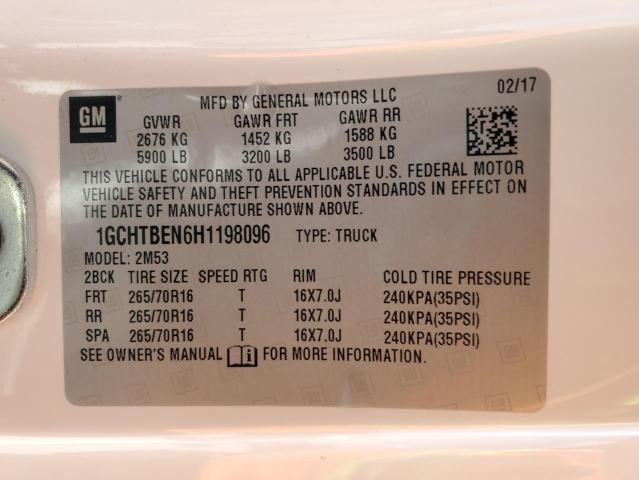 GM
MFD BY GENERAL MOTORS LLC 02/17
GVWR GAWR FRT GAWR RR
2676 KG 1452 KG 1588 KG
5900 LB 3200 LB 3500 LB
THIS VEHICLE CONFORMS TO ALL APPLICABLE U.S. FEDERAL MOTOR
VEHICLE SAFETY AND THEFT PREVENTION STANDARDS IN EFFECT ON
THE DATE OF MANUFACTURE SHOWN ABOVE.
1GCHTBEN6H1198096 TYPE: TRUCK
MODEL: 2M53
2BCK TIRE SIZE SPEED RTG RIM COLD TIRE PRESSURE
FRT 265/70R16 T 16X7.0J 240KPA(35PSI)
RR 265/70R16 T 16X7.0J 240KPA(35PSI)
SPA 265/70R16 T 16X7.0J 240KPA(35PSI)
SEE OWNER'S MANUAL i FOR MORE INFORMATION.